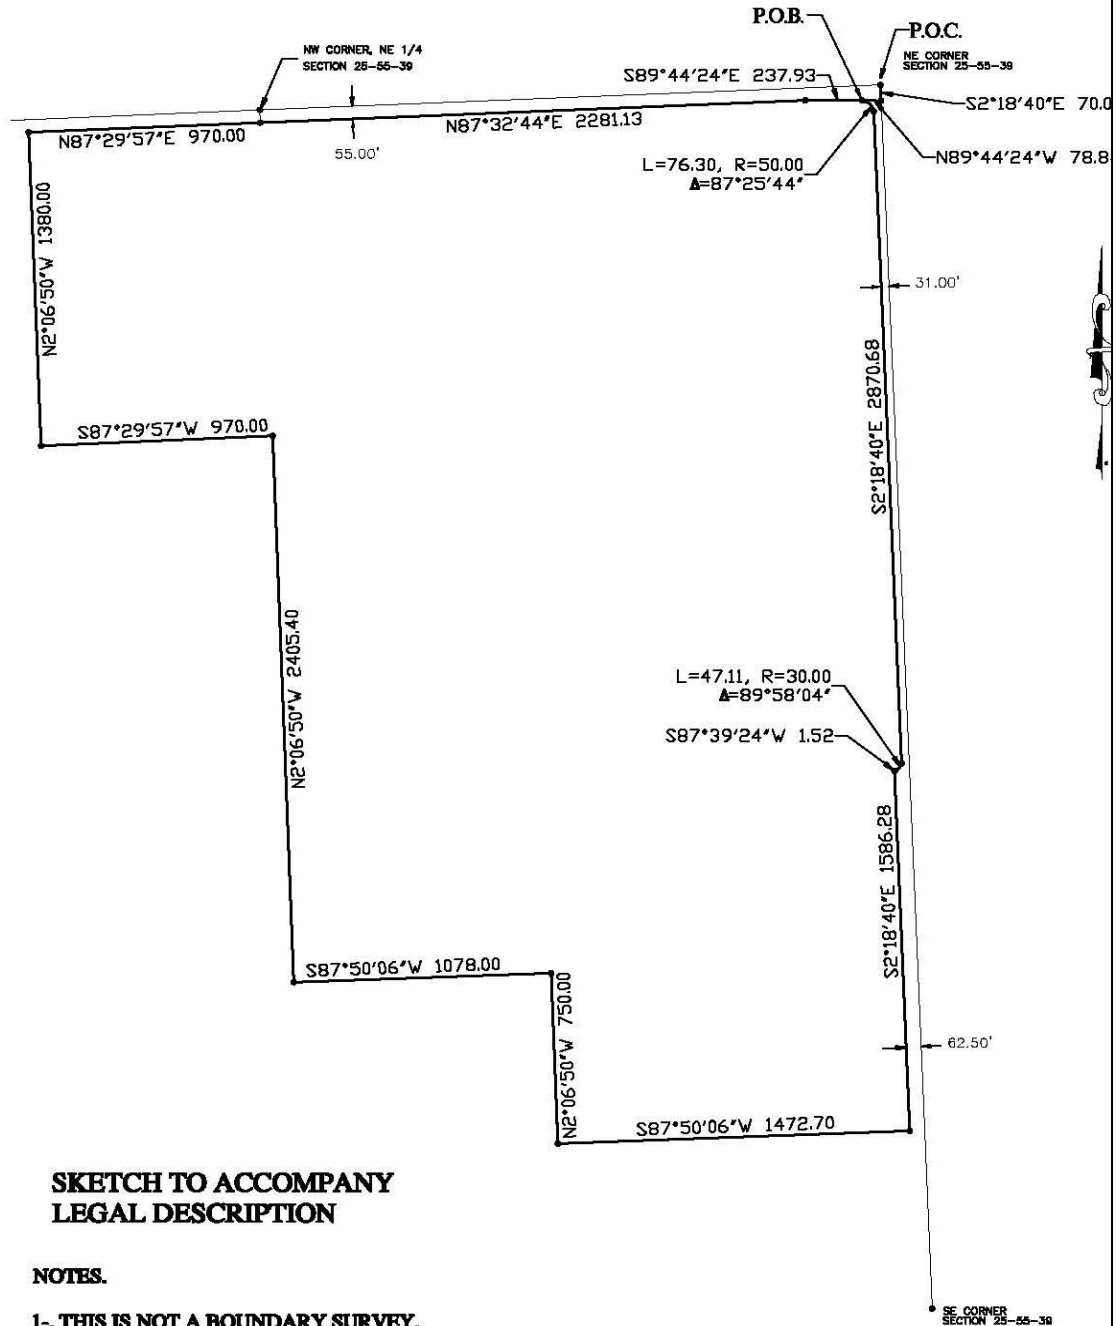 P.O.B.
P.O.C.
NE CORNER
SECTION 25-55-39
NW CORNER, NE 1/4
SECTION 25-55-39
S89°44'24"E 237.93
S2°18'40"E 70.0
N87°29'57"E 970.00
N87°32'44"E 2281.13
55.00'
N89°44'24"W 78.8
L=76.30, R=50.00
Δ=87°25'44"
N2°06'50"W 1380.00
31.00'
S2°18'40"E 2870.68
S87°29'57"W 970.00
N2°06'50"W 2405.40
L=47.11, R=30.00
Δ=89°58'04"
S87°39'24"W 1.52
S2°18'40"E 1586.28
S87°50'06"W 1078.00
N2°06'50"W 750.00
62.50'
S87°50'06"W 1472.70
SKETCH TO ACCOMPANY
LEGAL DESCRIPTION
NOTES.
1-. THIS IS NOT A BOUNDARY SURVEY.
SE CORNER
SECTION 25-55-39